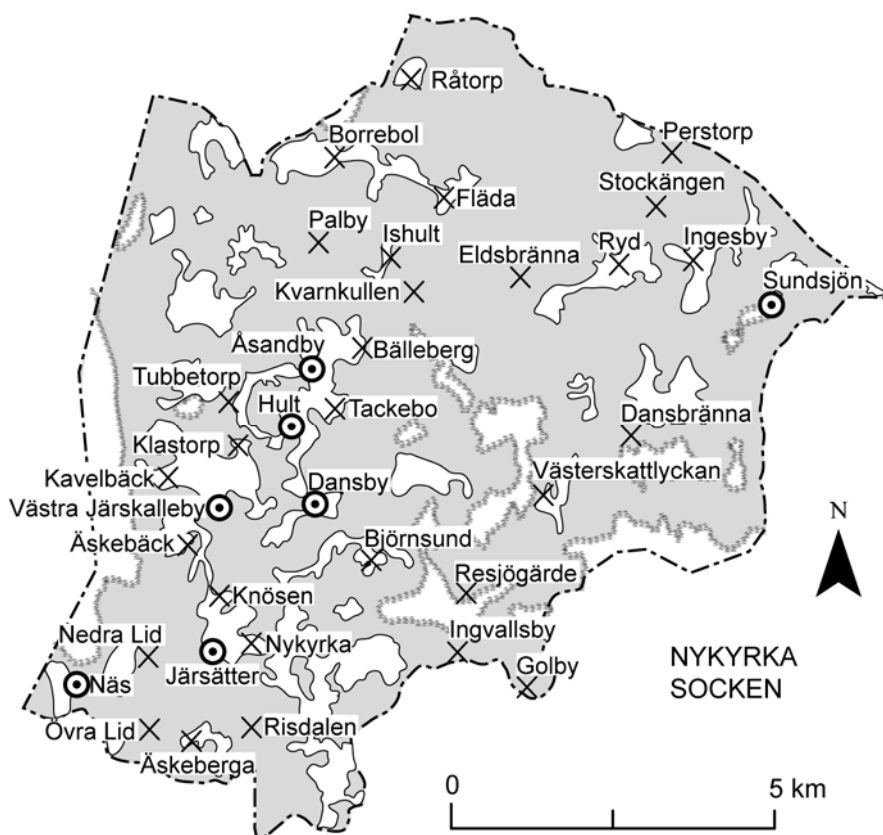 Råtorp
Borrebol
Perstorp
Stockängen
Fläda
Palby
Ishult
Eldsbränna
Ryd
Ingesby
Sundsjön
Kvarnkullen
Åsandby
Bälleberg
Tubbetorp
Hult
Tackebo
Dansbränna
Klastorp
Kavelbäck
Dansby
Västerskattlyckan
Västra Järskalleby
Äskebäck
Björnsund
N
Knösen
Resjögärde
Nedra Lid
Nykyrka
Ingvallsby
Järsätter
Golby
NYKYRKA
SOCKEN
Näs
Övra Lid
Risdalen
Äskeberga
0
5 km